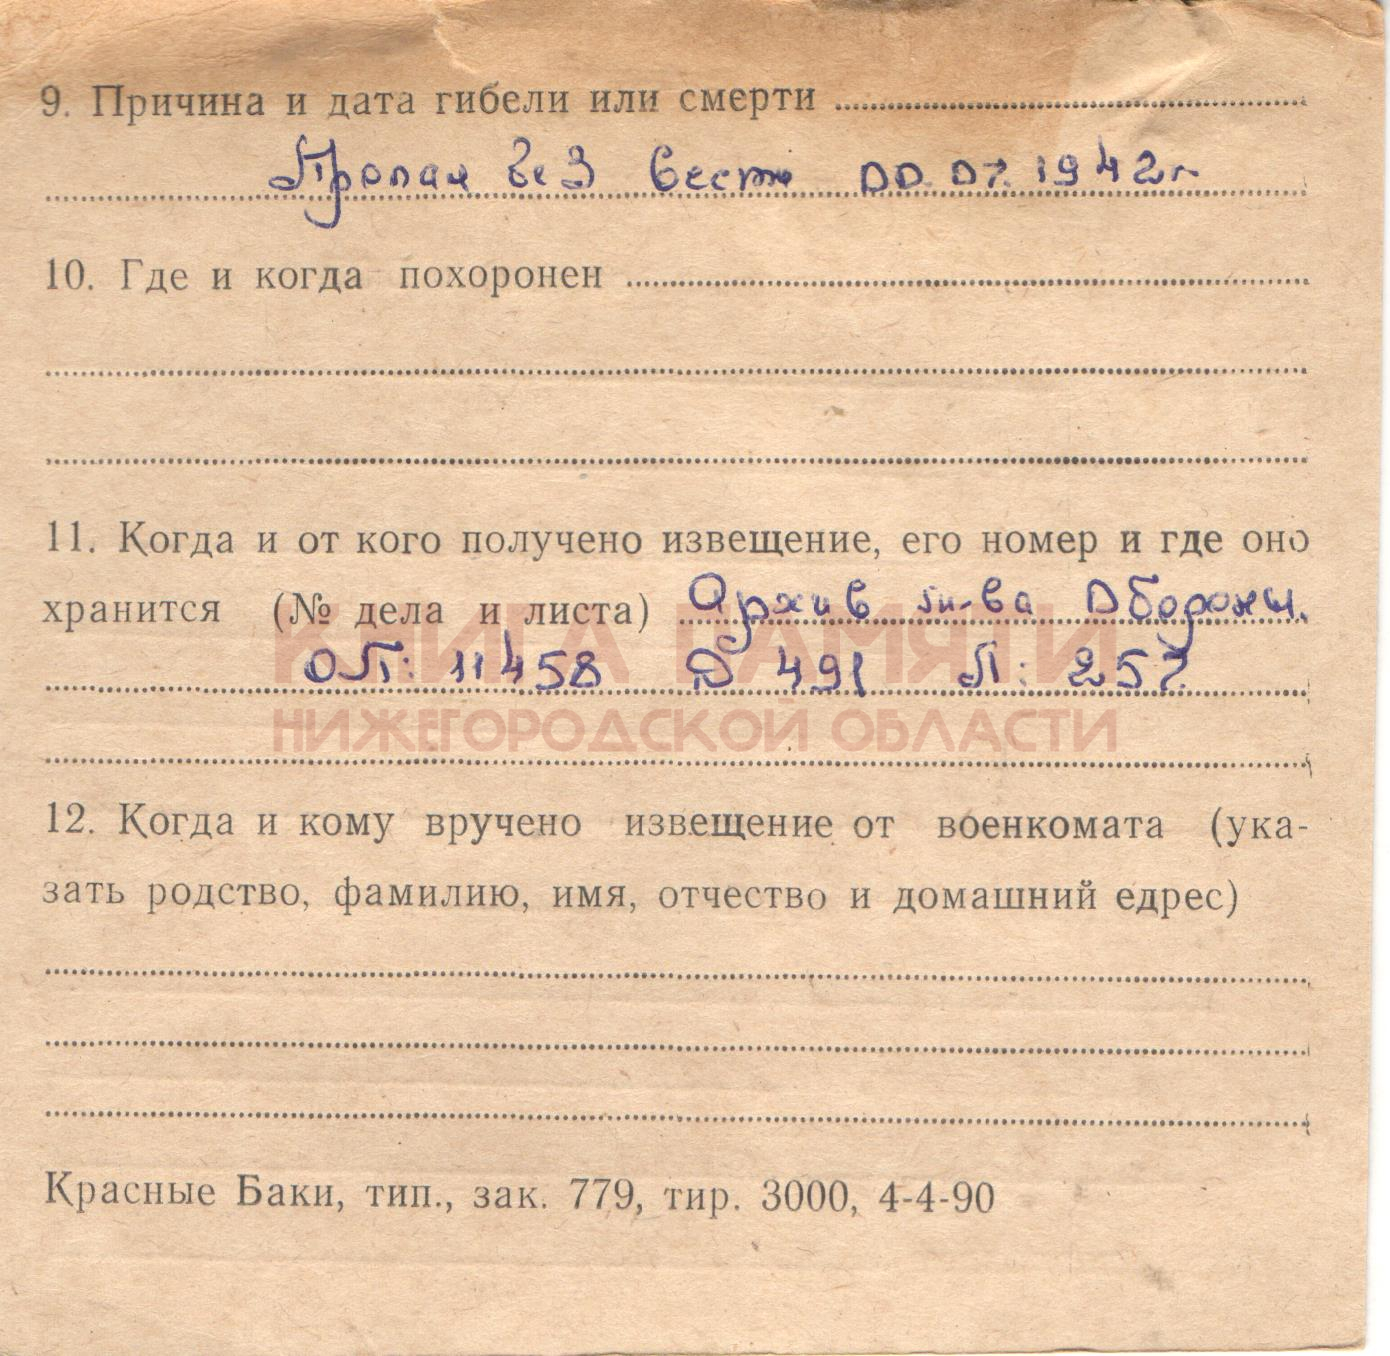 9. Причина и дата гибели или смерти
Пропал без вести 00.07.1942г
10. Где и когда похоронен
11. Когда и от кого получено извещение, его номер и где оно
хранится (№ дела и листа) Архив м-ва Обороны.
ОП: 11458 Д 491 Л: 257
КНИГА ПАМЯТИ
НИЖЕГОРОДСКОЙ ОБЛАСТИ
12. Когда и кому вручено извещение от военкомата (ука-
зать родство, фамилию, имя, отчество и домашний едрес)
Красные Баки, тип., зак. 779, тир. 3000, 4-4-90